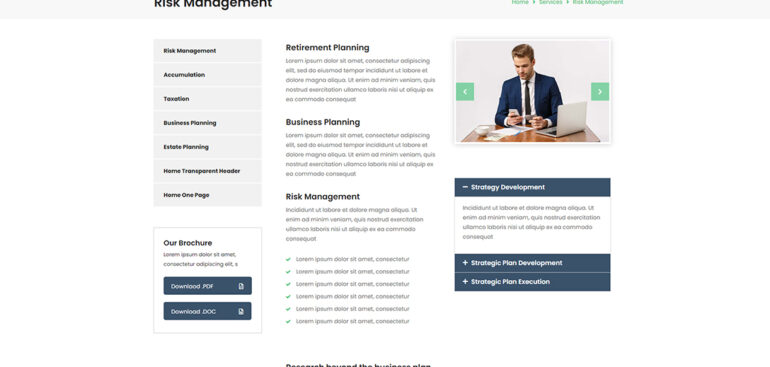 Risk Management
Home > Services > Risk Management
Risk Management
Accumulation
Taxation
Business Planning
Estate Planning
Home Transparent Header
Home One Page
Our Brochure
Lorem ipsum dolor sit amet,
consectetur adipiscing elit, s
Download .PDF
Download .DOC
Retirement Planning
Lorem ipsum dolor sit amet, consectetur adipiscing
elit, sed do eiusmod tempor incididunt ut labore et
dolore magna aliqua. Ut enim ad minim veniam, quis
nostrud exercitation ullamco laboris nisi ut aliquip ex
ea commodo consequat
Business Planning
Lorem ipsum dolor sit amet, consectetur adipiscing
elit, sed do eiusmod tempor incididunt ut labore et
dolore magna aliqua. Ut enim ad minim veniam, quis
nostrud exercitation ullamco laboris nisi ut aliquip ex
ea commodo consequat
Risk Management
Incididunt ut labore et dolore magna aliqua. Ut
enim ad minim veniam, quis nostrud exercitation
ullamco laboris nisi ut aliquip ex ea commodo
consequat
Lorem ipsum dolor sit amet, consectetur
Lorem ipsum dolor sit amet, consectetur
Lorem ipsum dolor sit amet, consectetur
Lorem ipsum dolor sit amet, consectetur
Lorem ipsum dolor sit amet, consectetur
Lorem ipsum dolor sit amet, consectetur
Research beyond the business plan
Strategy Development
Incididunt ut labore et dolore magna aliqua. Ut
enim ad minim veniam, quis nostrud exercitation
ullamco laboris nisi ut aliquip ex ea commodo
consequat
Strategic Plan Development
Strategic Plan Execution